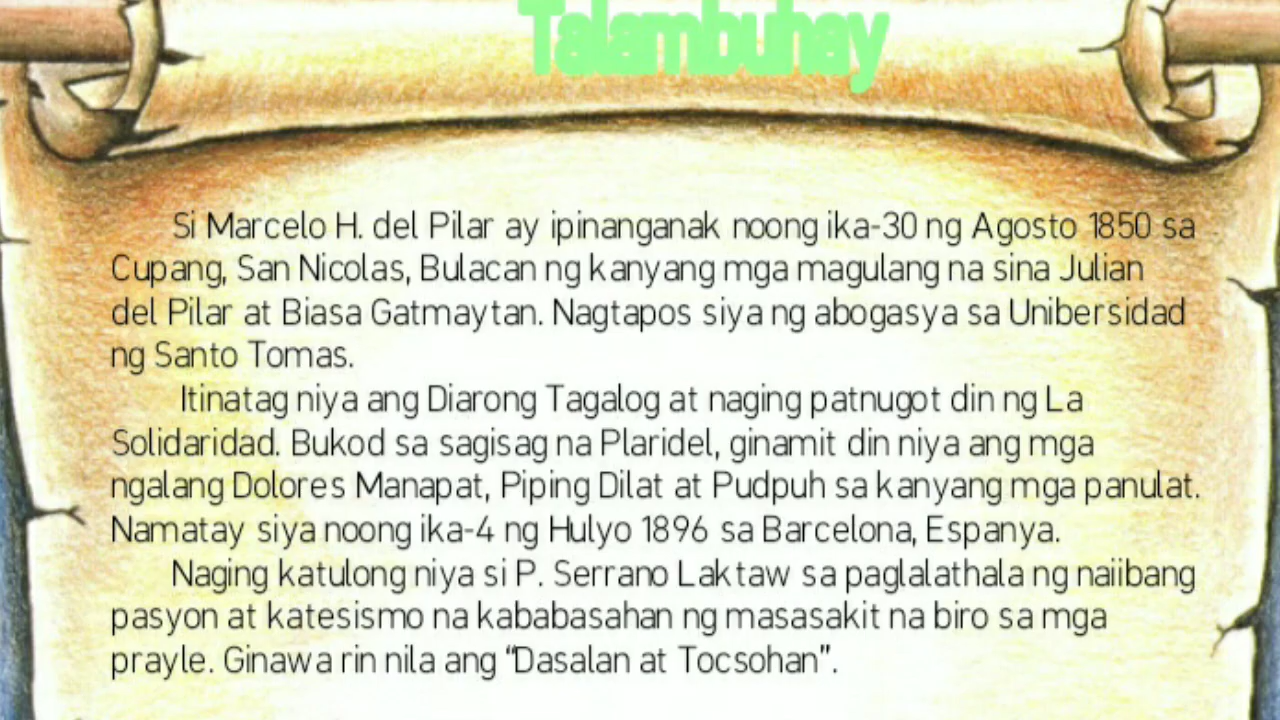 Talambuhay
Si Marcelo H. del Pilar ay ipinanganak noong ika-30 ng Agosto 1850 sa
Cupang, San Nicolas, Bulacan ng kanyang mga magulang na sina Julian
del Pilar at Biasa Gatmaytan. Nagtapos siya ng abogasya sa Unibersidad
ng Santo Tomas.
Itinatag niya ang Diarong Tagalog at naging patnugot din ng La
Solidaridad. Bukod sa sagisag na Plaridel, ginamit din niya ang mga
ngalang Dolores Manapat, Piping Dilat at Pudpuh sa kanyang mga panulat.
Namatay siya noong ika-4 ng Hulyo 1896 sa Barcelona, Espanya.
Naging katulong niya si P. Serrano Laktaw sa paglalathala ng naiibang
pasyon at katesismo na kababasahan ng masasakit na biro sa mga
prayle. Ginawa rin nila ang “Dasalan at Tocsohan”.